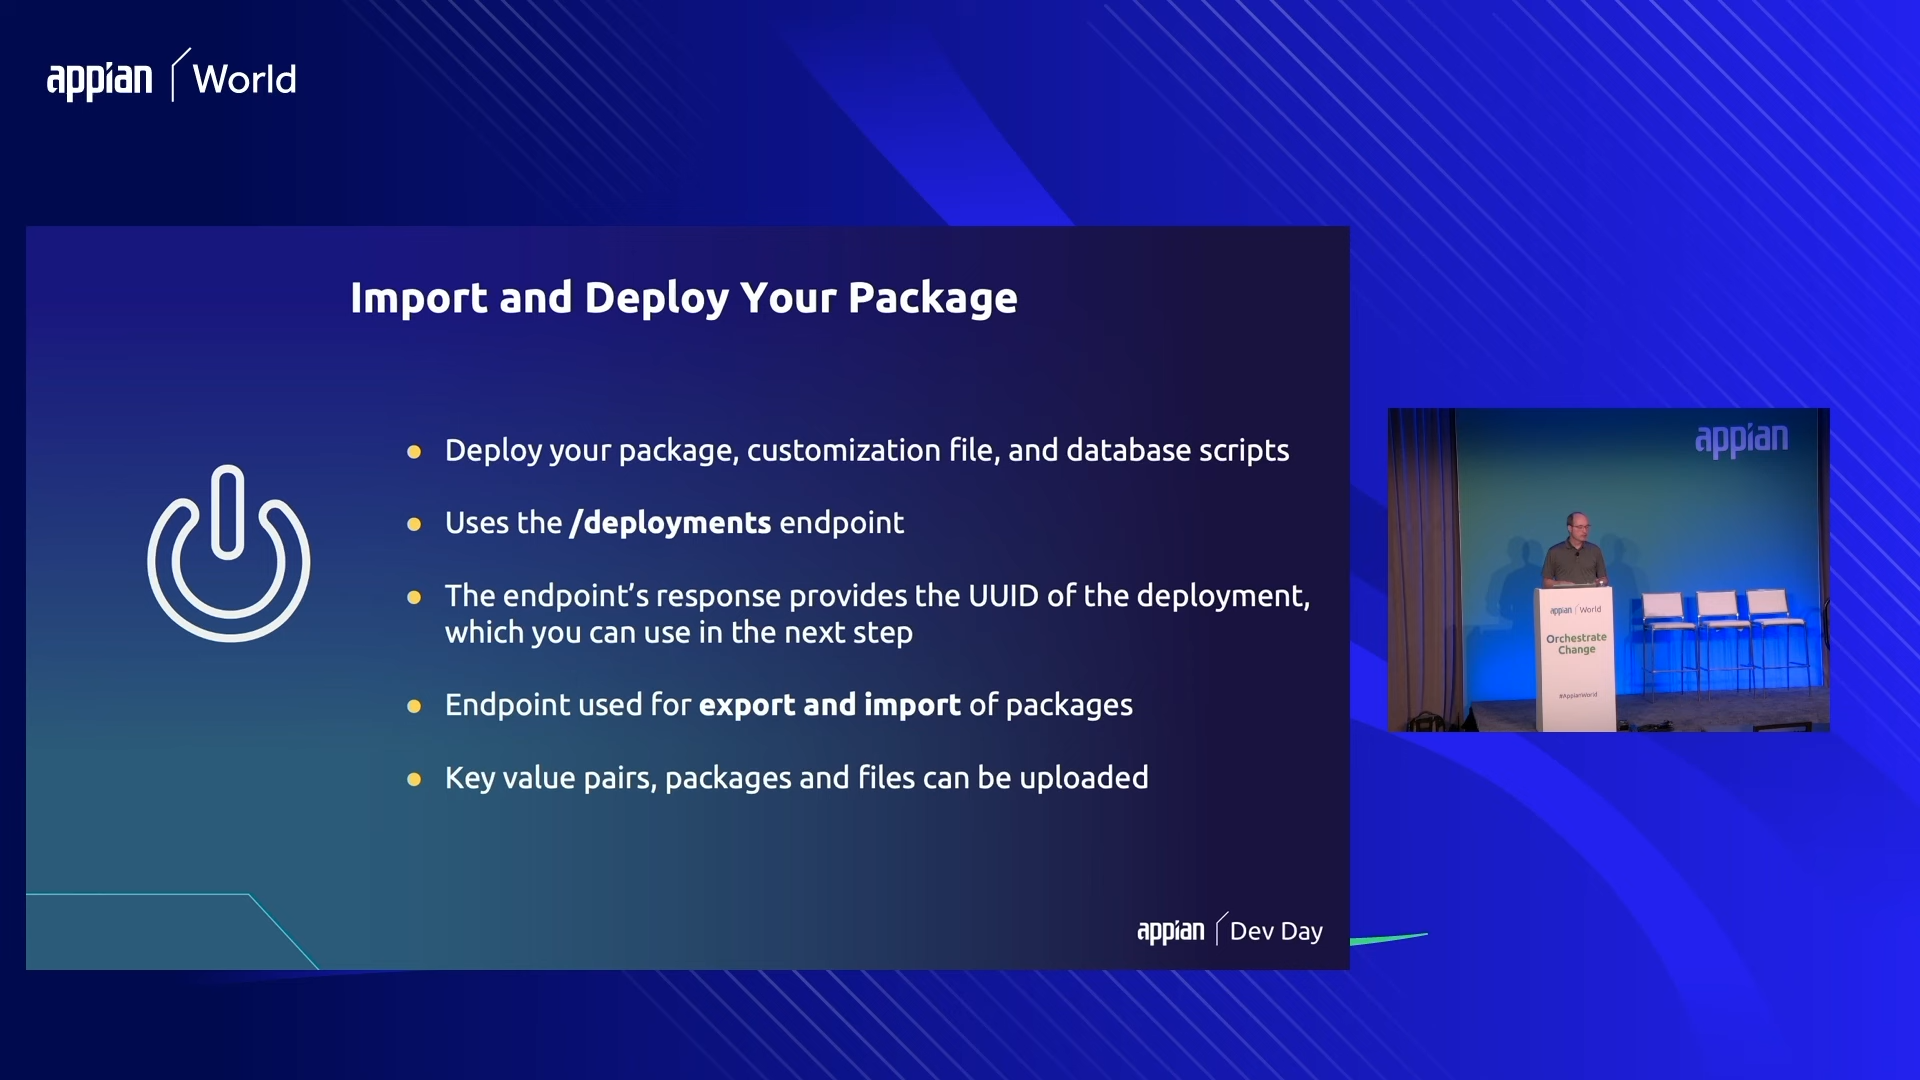 appian World
Import and Deploy Your Package
Deploy your package, customization file, and database scripts
Uses the /deployments endpoint
The endpoint’s response provides the UUID of the deployment,
which you can use in the next step
Endpoint used for export and import of packages
Key value pairs, packages and files can be uploaded
appian Dev Day
appian
appian World
Orchestrate
Change
#AppianWorld